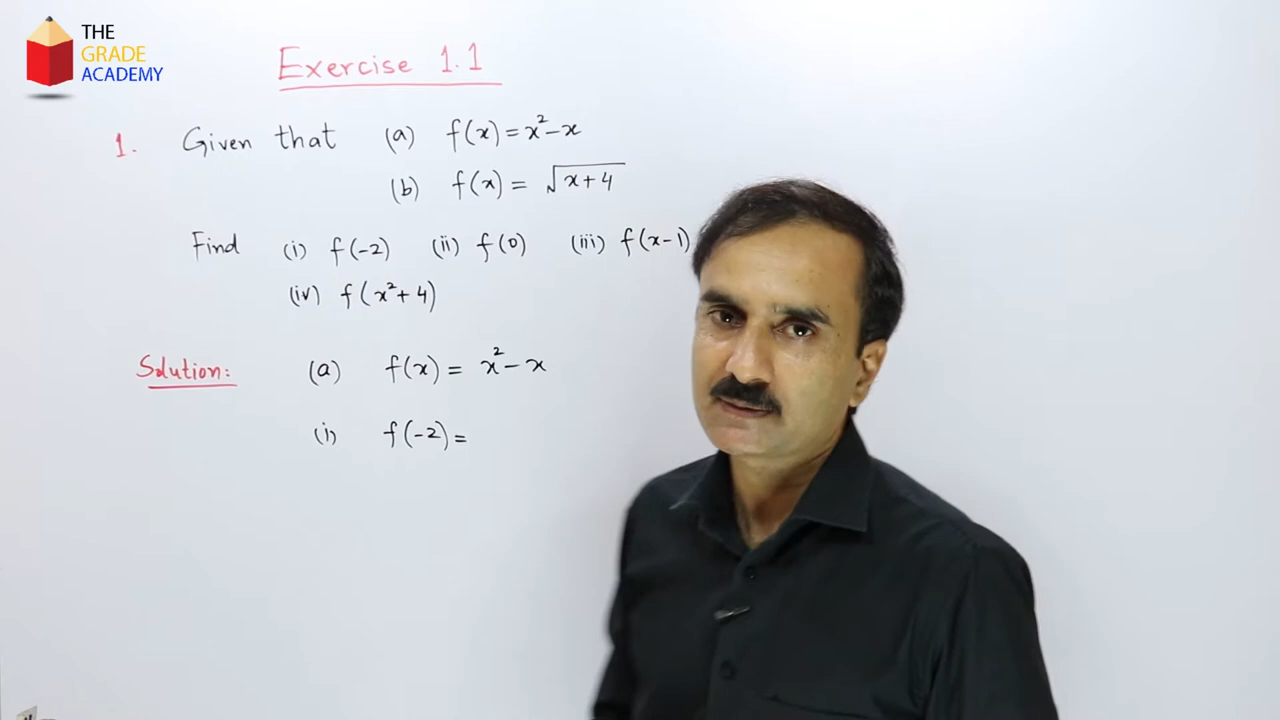 THE
GRADE
ACADEMY
Exercise 1.1
1. Given that (a) f(x) = x² - x
(b) f(x) = √(x+4)
Find (i) f(-2) (ii) f(0) (iii) f(x-1)
(iv) f(x²+4)
Solution: (a) f(x) = x² - x
(i) f(-2) =